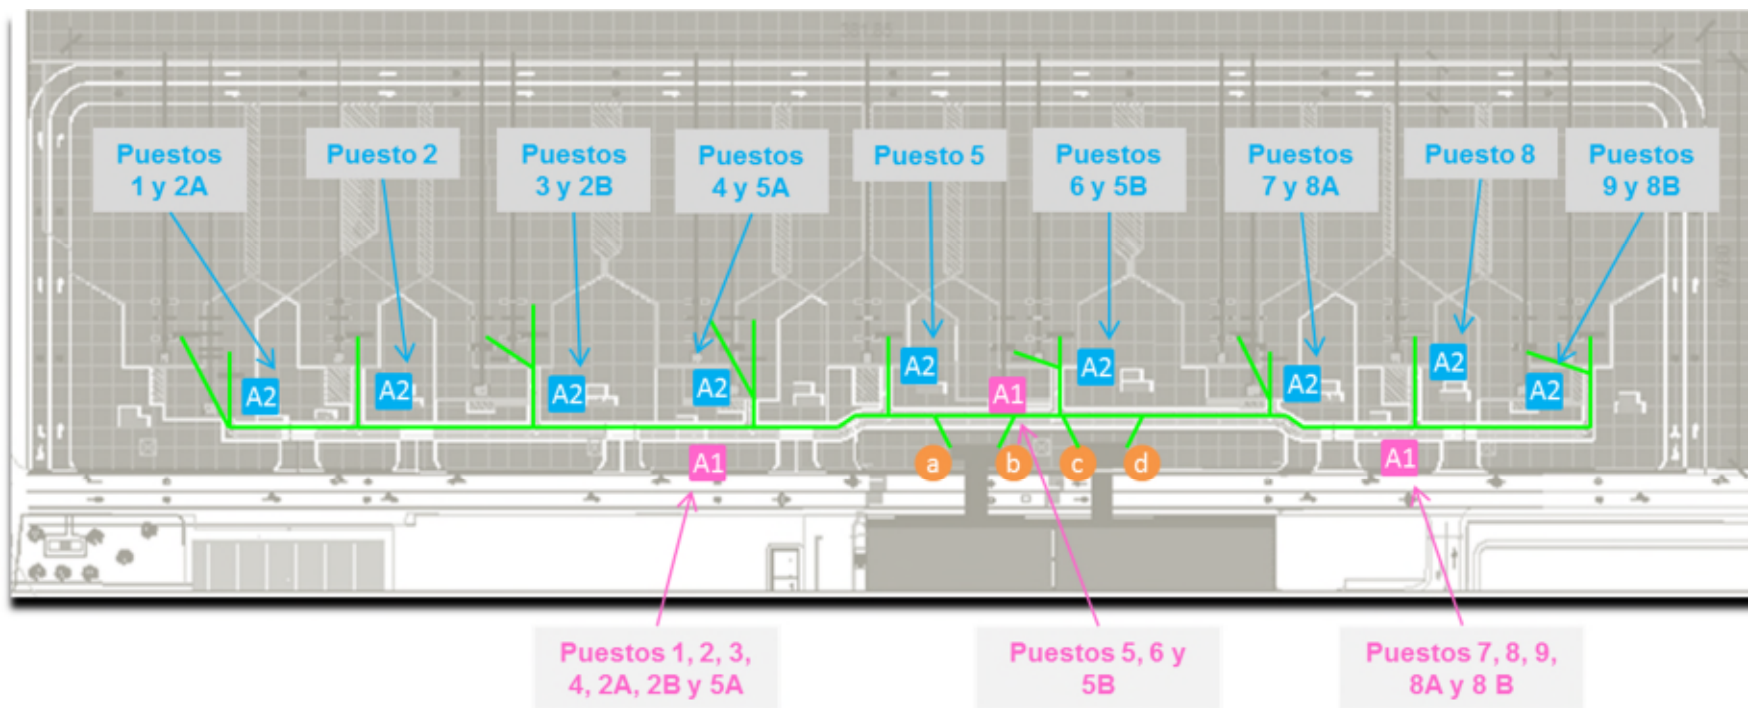 Puestos
1 y 2A
Puesto 2
Puestos
3 y 2B
Puestos
4 y 5A
Puesto 5
Puestos
6 y 5B
Puestos
7 y 8A
Puesto 8
Puestos
9 y 8B
A2
A2
A2
A2
A2
A2
A2
A2
A2
A1
A1
A1
a
b
c
d
Puestos 1, 2, 3,
4, 2A, 2B y 5A
Puestos 5, 6 y
5B
Puestos 7, 8, 9,
8A y 8 B